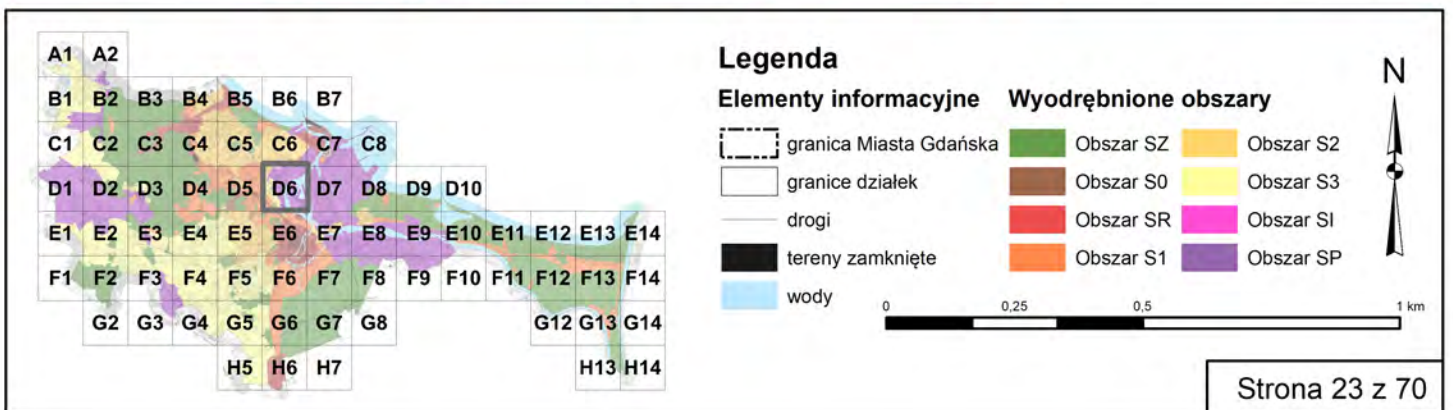 A1 A2
B1 B2 B3 B4 B5 B6 B7
C1 C2 C3 C4 C5 C6 C7 C8
D1 D2 D3 D4 D5 D6 D7 D8 D9 D10
E1 E2 E3 E4 E5 E6 E7 E8 E9 E10 E11 E12 E13 E14
F1 F2 F3 F4 F5 F6 F7 F8 F9 F10 F11 F12 F13 F14
G2 G3 G4 G5 G6 G7 G8 G12 G13 G14
H5 H6 H7 H13 H14
Legenda
Elementy informacyjne
granica Miasta Gdańska
granice działek
drogi
tereny zamknięte
wody
Wyodrębnione obszary
Obszar SZ
Obszar S0
Obszar SR
Obszar S1
Obszar S2
Obszar S3
Obszar SI
Obszar SP
N
0 0,25 0,5 1 km
Strona 23 z 70